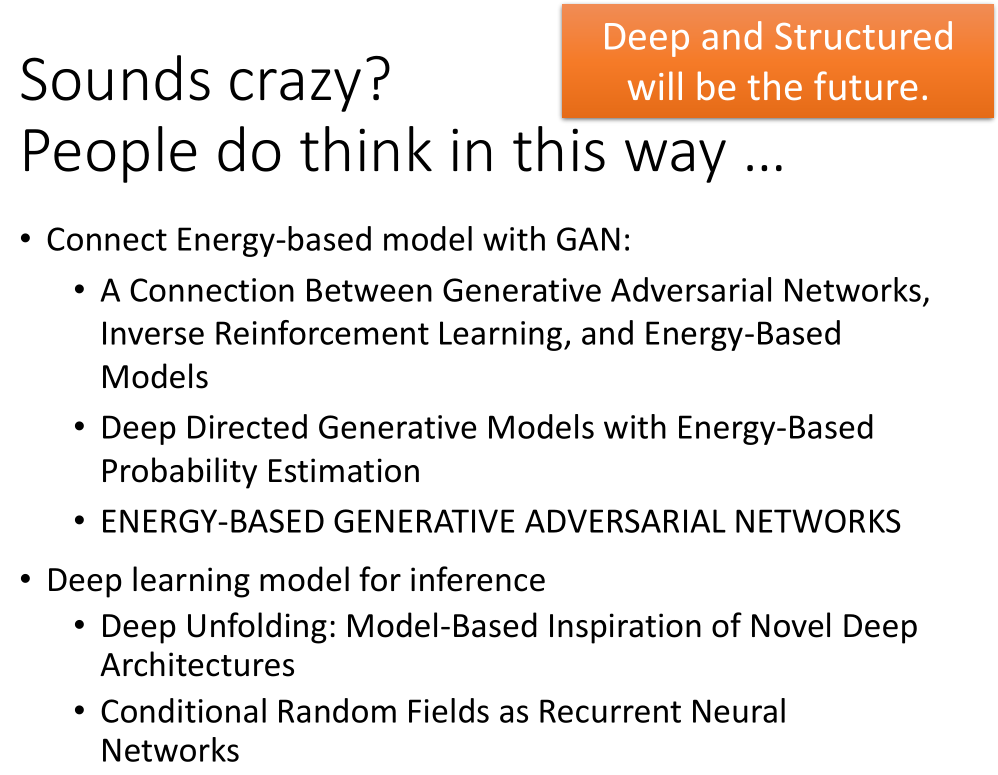 Deep and Structured
will be the future.
Sounds crazy?
People do think in this way …
• Connect Energy-based model with GAN:
• A Connection Between Generative Adversarial Networks,
Inverse Reinforcement Learning, and Energy-Based
Models
• Deep Directed Generative Models with Energy-Based
Probability Estimation
• ENERGY-BASED GENERATIVE ADVERSARIAL NETWORKS
• Deep learning model for inference
• Deep Unfolding: Model-Based Inspiration of Novel Deep
Architectures
• Conditional Random Fields as Recurrent Neural
Networks